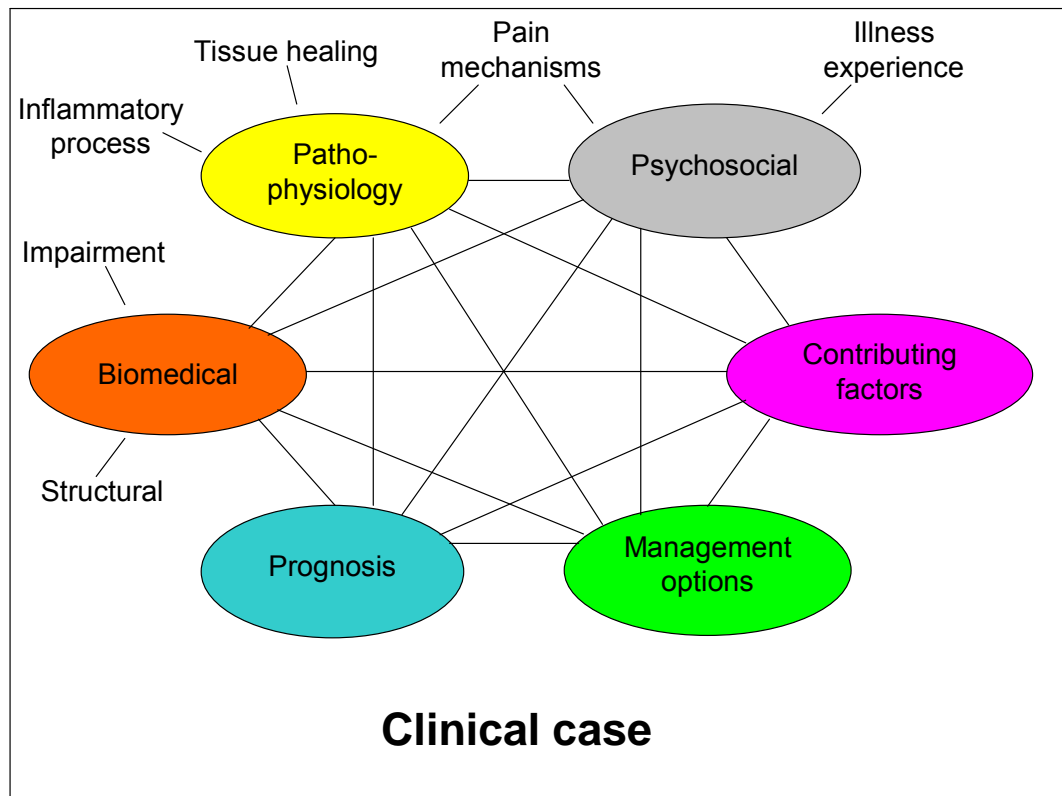 Tissue healing
Pain
mechanisms
Illness
experience
Inflammatory
process
Patho-
physiology
Psychosocial
Impairment
Biomedical
Contributing
factors
Structural
Prognosis
Management
options
Clinical case